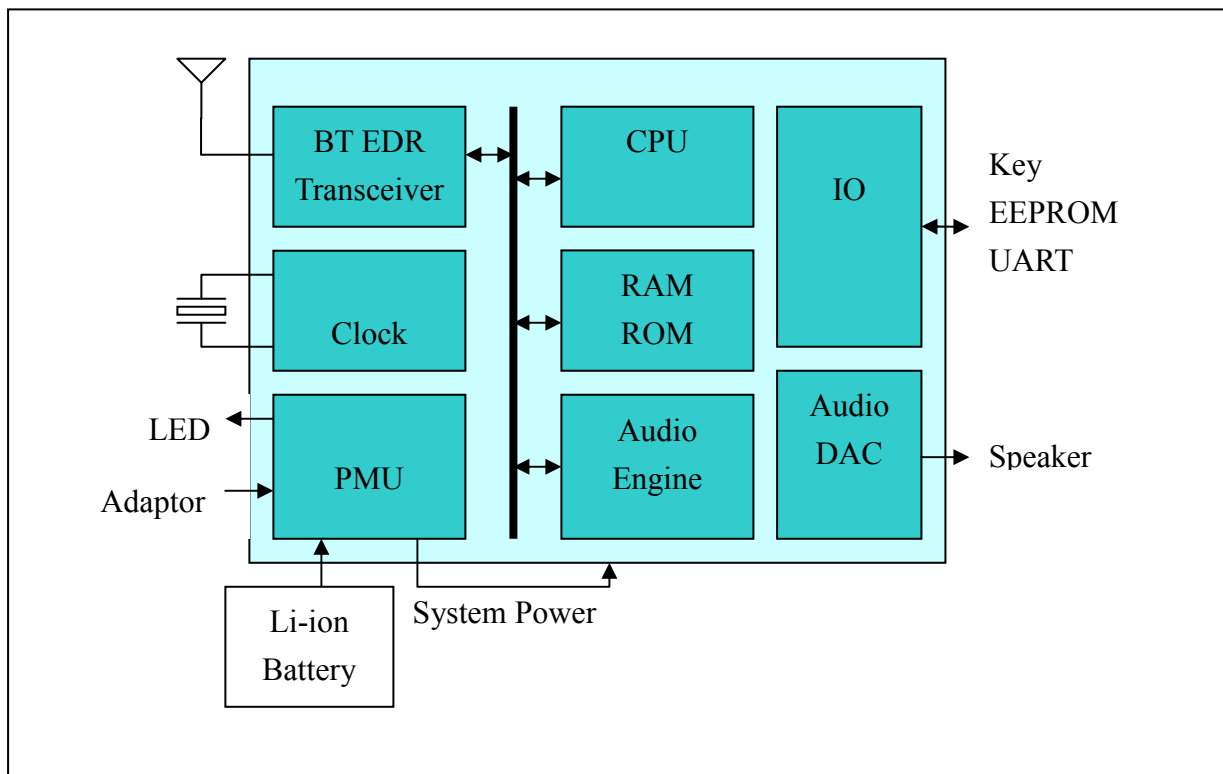 BT EDR
Transceiver
CPU
IO
Key
EEPROM
UART
Clock
RAM
ROM
LED
Adaptor
PMU
Audio
Engine
Audio
DAC
Speaker
Li-ion
Battery
System Power